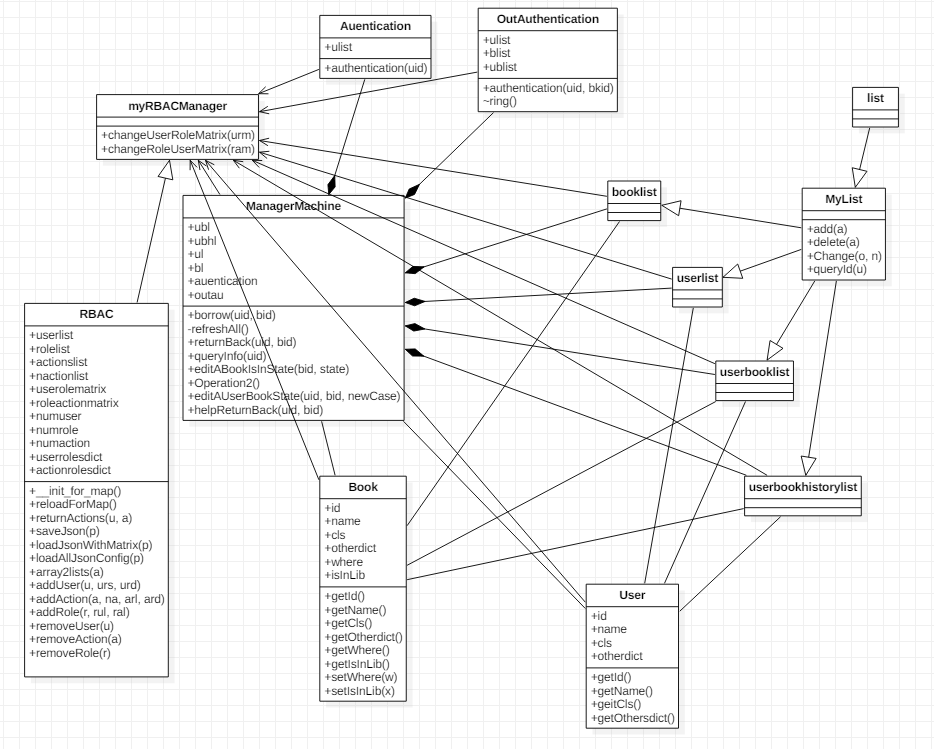 Auentication
+ulist
+authentication(uid)
OutAuthentication
+ulist
+blist
+ublist
+authentication(uid, bkid)
~ring()
myRBACManager
+changeUserRoleMatrix(urm)
+changeRoleUserMatrix(ram)
list
ManagerMachine
+ubl
+ubhl
+ul
+bl
+auentication
+outau
+borrow(uid, bid)
-refreshAll()
+returnBack(uid, bid)
+queryInfo(uid)
+editABookIsInState(bid, state)
+Operation2()
+editAUserBookState(uid, bid, newCase)
+helpReturnBack(uid, bid)
booklist
MyList
+add(a)
+delete(a)
+Change(o, n)
+queryId(u)
userlist
userbooklist
userbookhistorylist
RBAC
+userlist
+rolelist
+actionslist
+nactionlist
+userolematrix
+roleactionmatrix
+numuser
+numrole
+numaction
+userrolesdict
+actionrolesdict
+__init_for_map()
+reloadForMap()
+returnActions(u, a)
+saveJson(p)
+loadJsonWithMatrix(p)
+loadAllJsonConfig(p)
+array2lists(a)
+addUser(u, urs, urd)
+addAction(a, na, arl, ard)
+addRole(r, rul, ral)
+removeUser(u)
+removeAction(a)
+removeRole(r)
Book
+id
+name
+cls
+otherdict
+where
+isInLib
+getId()
+getName()
+getCls()
+getOtherdict()
+getWhere()
+getIsInLib()
+setWhere(w)
+setIsInLib(x)
User
+id
+name
+cls
+otherdict
+getId()
+getName()
+geitCls()
+getOthersdict()